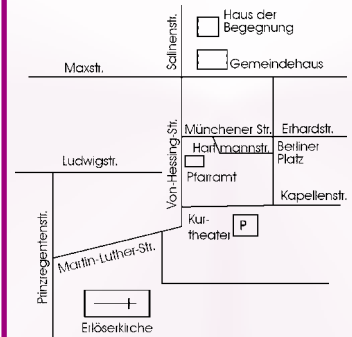 Haus der
Begegnung
Salinenstr.
Gemeindehaus
Maxstr.
Münchener Str.
Erhardstr.
Hartmannstr.
Berliner
Platz
Von-Hessing-Str.
Ludwigstr.
Pfarramt
Kapellenstr.
Kur-
theater
P
Prinzregentenstr.
Martin-Luther-Str.
Erlöserkirche